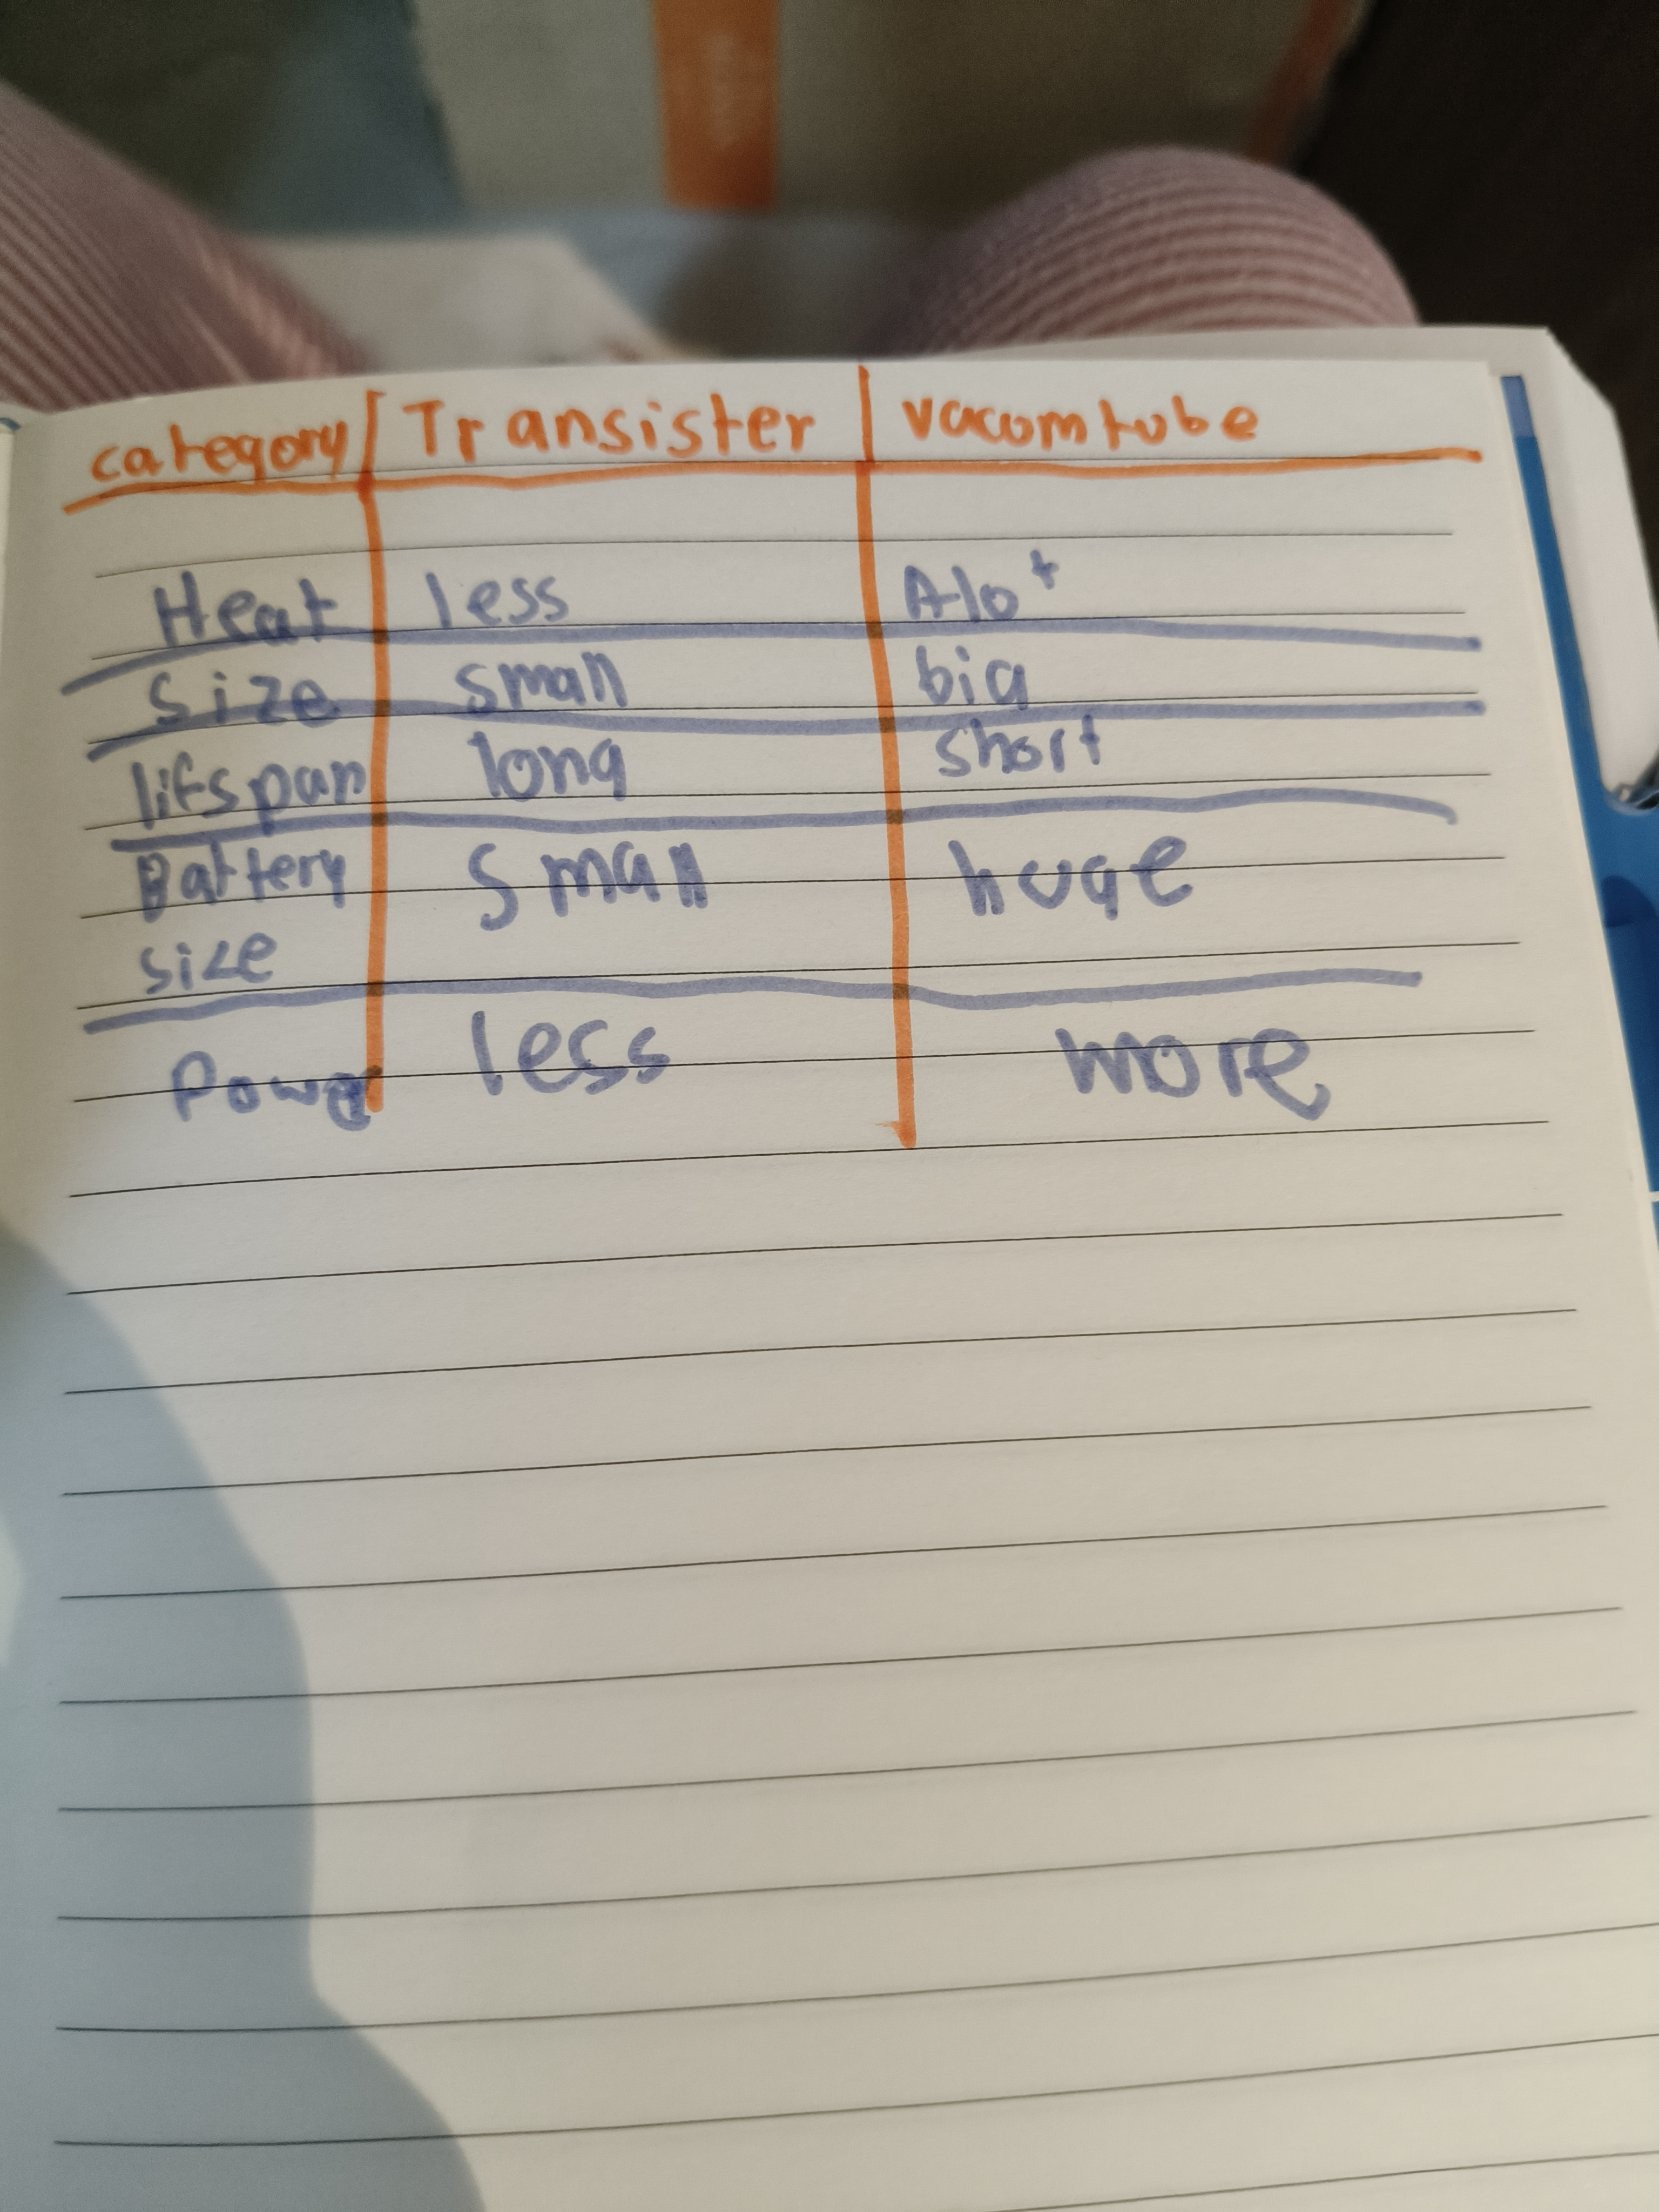 category Transister vacomtube
Heat less Alot
size small big
lifspan long short
Battery small huge
size
Power less more